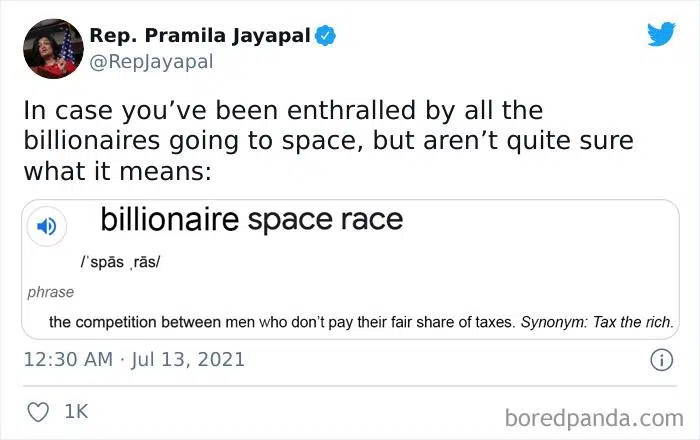 Rep. Pramila Jayapal
@RepJayapal
In case you’ve been enthralled by all the
billionaires going to space, but aren’t quite sure
what it means:
billionaire space race
/ˈspās ˌrās/
phrase
the competition between men who don’t pay their fair share of taxes. Synonym: Tax the rich.
12:30 AM · Jul 13, 2021
1K
boredpanda.com